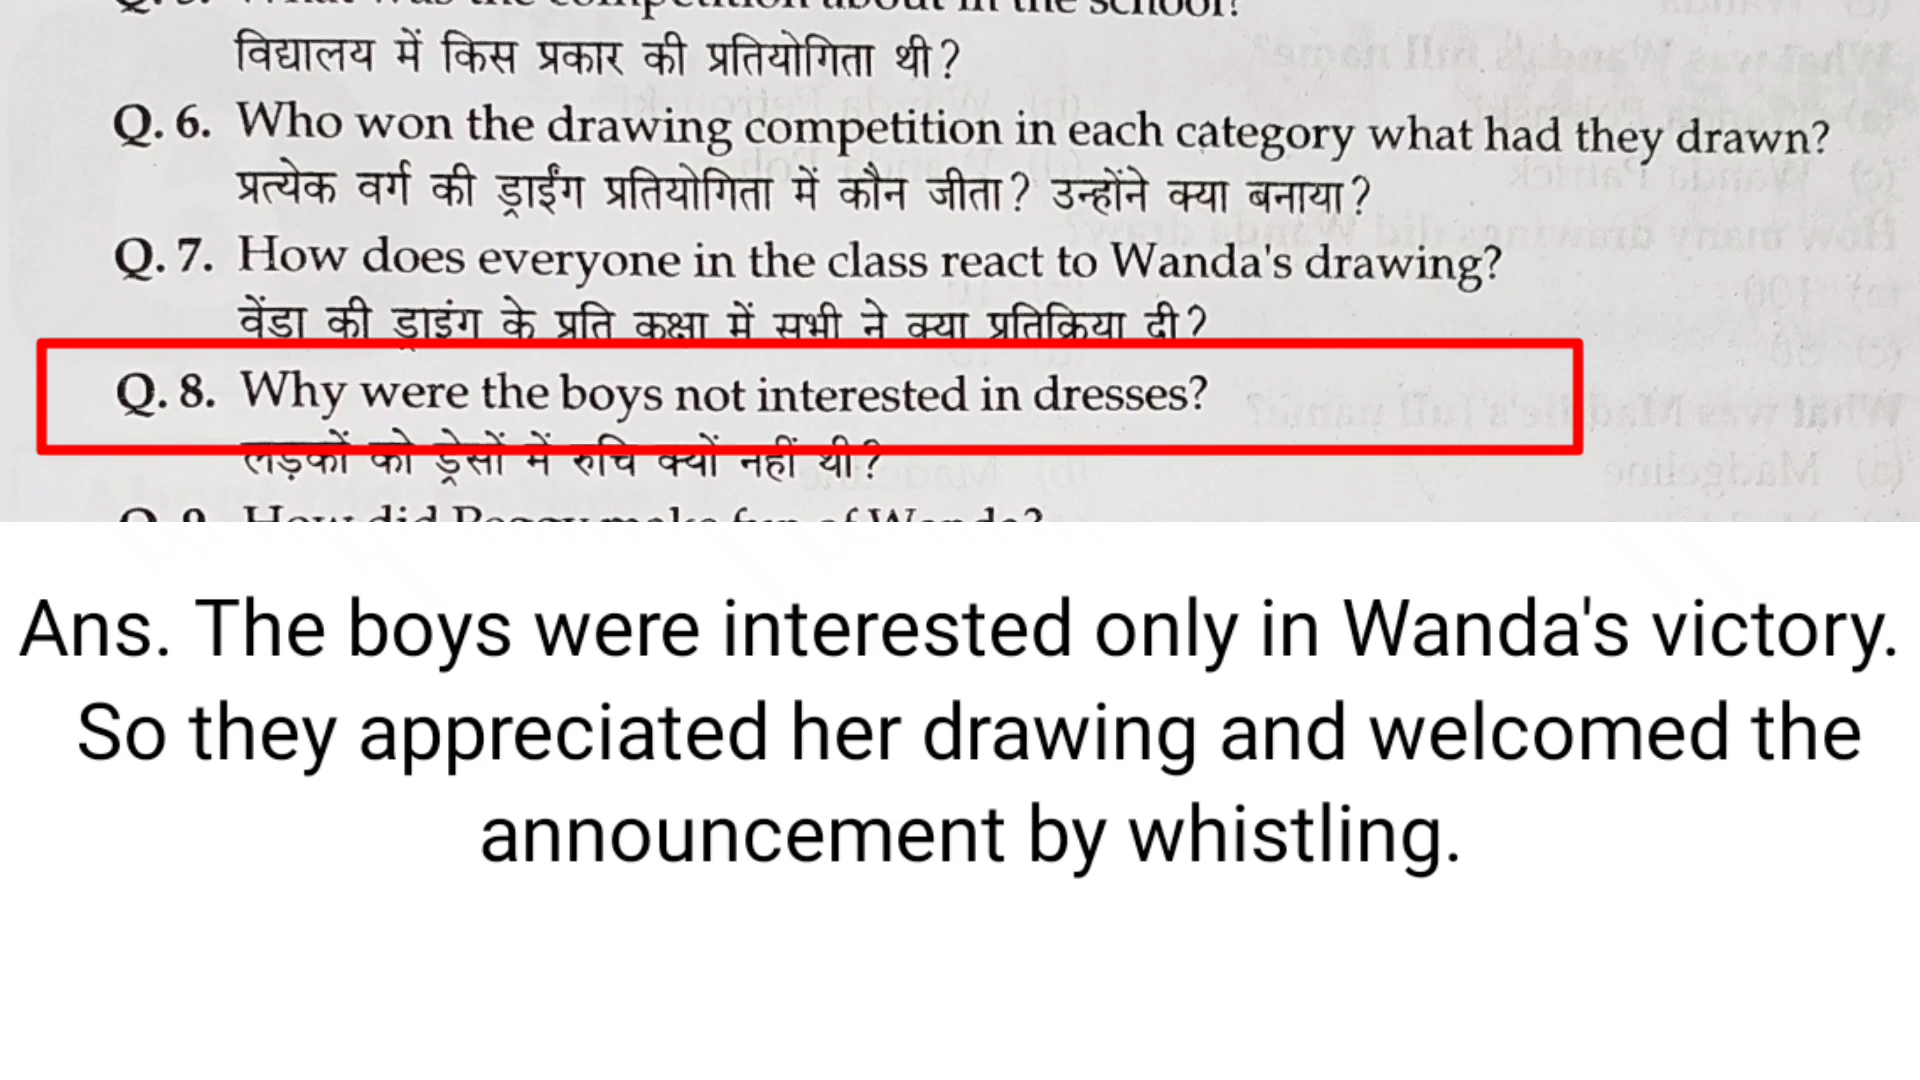 विद्यालय में किस प्रकार की प्रतियोगिता थी?
Q. 6. Who won the drawing competition in each category what had they drawn?
प्रत्येक वर्ग की ड्राईंग प्रतियोगिता में कौन जीता? उन्होंने क्या बनाया?
Q. 7. How does everyone in the class react to Wanda's drawing?
वेंडा की ड्राइंग के प्रति कक्षा में सभी ने क्या प्रतिक्रिया दी?
Q. 8. Why were the boys not interested in dresses?
लड़कों को ड्रेसों में रुचि क्यों नहीं थी?
Ans. The boys were interested only in Wanda's victory.
So they appreciated her drawing and welcomed the
announcement by whistling.